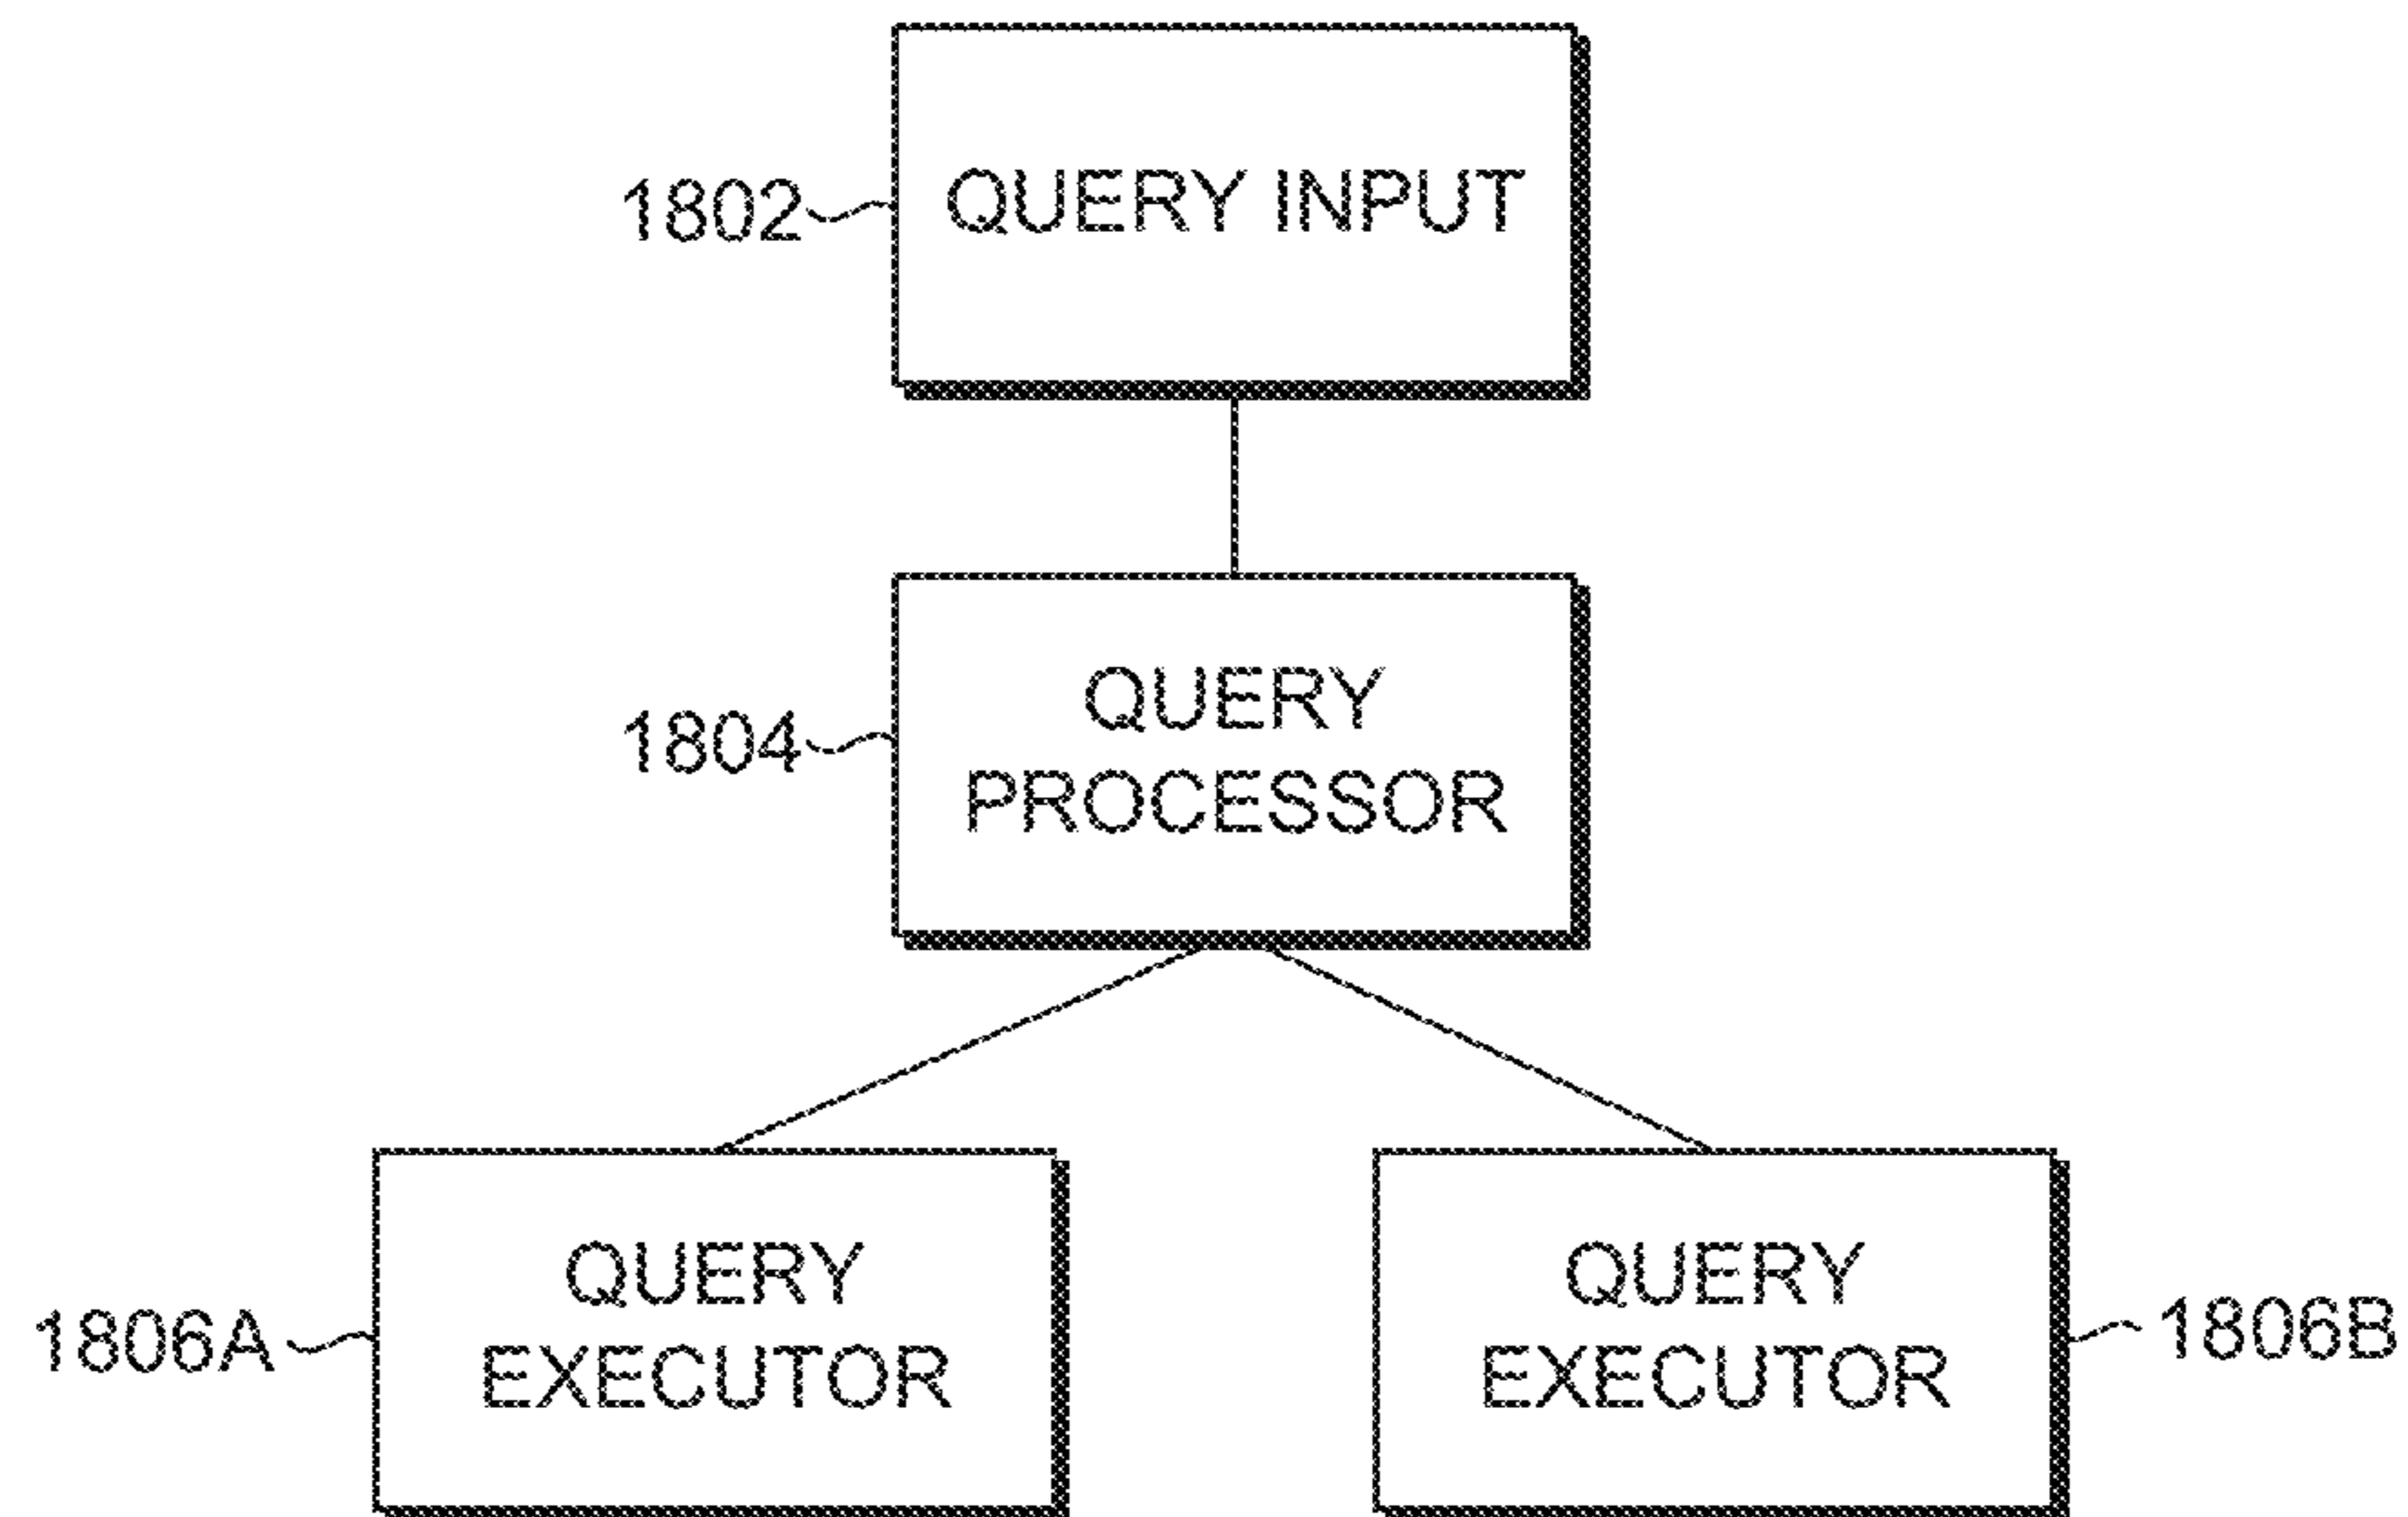 1802
QUERY INPUT
1804
QUERY
PROCESSOR
1806A
QUERY
EXECUTOR
QUERY
EXECUTOR
1806B